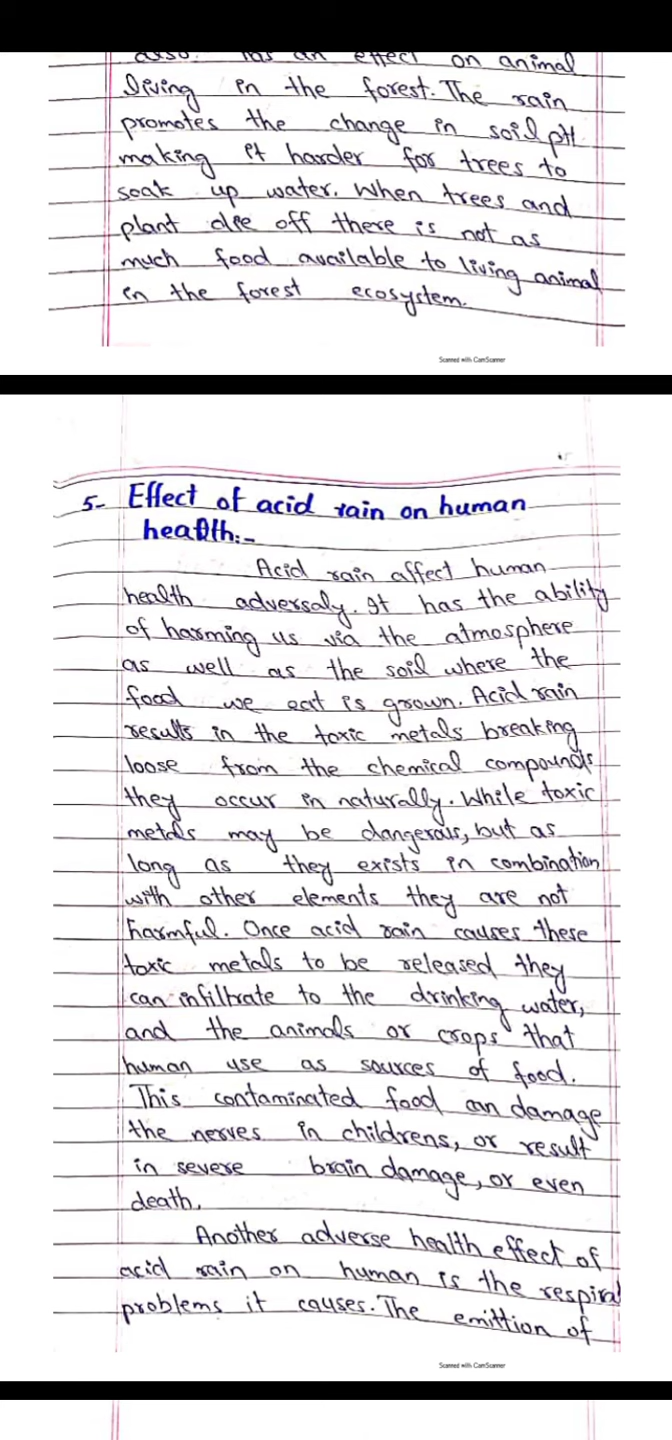 also has an effect on animal
living in the forest. The rain
promotes the change in soil pH
making it harder for trees to
soak up water. When trees and
plant die off there is not as
much food available to living animal
in the forest ecosystem.
Scanned with CamScanner
5- Effect of acid rain on human
health:-
Acid rain affect human
health adversaly. It has the ability
of harming us via the atmosphere
as well as the soil where the
food we eat is grown. Acid rain
results in the toxic metals breaking
loose from the chemical compounds
they occur in naturally. While toxic
metals may be dangerous, but as
long as they exists in combination
with other elements they are not
harmful. Once acid rain causes these
toxic metals to be released they
can infiltrate to the drinking water,
and the animals or crops that
human use as sources of food.
This contaminated food can damage
the nerves in childrens, or result
in severe brain damage, or even
death.
Another adverse health effect of
acid rain on human is the respiral
problems it causes. The emittion of
Scanned with CamScanner